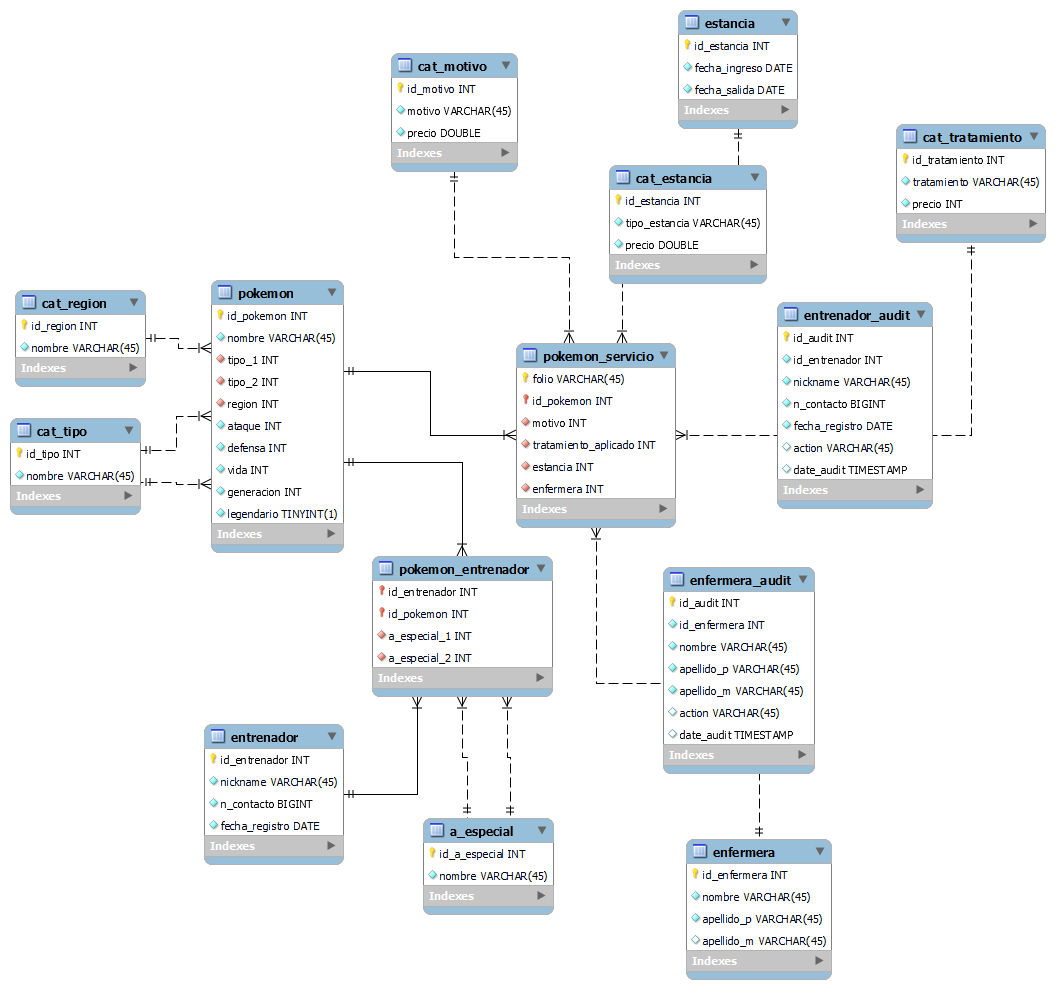 estancia
id_estancia INT
fecha_ingreso DATE
fecha_salida DATE
Indexes
cat_motivo
id_motivo INT
motivo VARCHAR(45)
precio DOUBLE
Indexes
cat_tratamiento
id_tratamiento INT
tratamiento VARCHAR(45)
precio INT
Indexes
cat_estancia
id_estancia INT
tipo_estancia VARCHAR(45)
precio DOUBLE
Indexes
cat_region
id_region INT
nombre VARCHAR(45)
Indexes
pokemon
id_pokemon INT
nombre VARCHAR(45)
tipo_1 INT
tipo_2 INT
region INT
ataque INT
defensa INT
vida INT
generacion INT
legendario TINYINT(1)
Indexes
cat_tipo
id_tipo INT
nombre VARCHAR(45)
Indexes
pokemon_servicio
folio VARCHAR(45)
id_pokemon INT
motivo INT
tratamiento_aplicado INT
estancia INT
enfermera INT
Indexes
entrenador_audit
id_audit INT
id_entrenador INT
nickname VARCHAR(45)
n_contacto BIGINT
fecha_registro DATE
action VARCHAR(45)
date_audit TIMESTAMP
Indexes
pokemon_entrenador
id_entrenador INT
id_pokemon INT
a_especial_1 INT
a_especial_2 INT
Indexes
enfermera_audit
id_audit INT
id_enfermera INT
nombre VARCHAR(45)
apellido_p VARCHAR(45)
apellido_m VARCHAR(45)
action VARCHAR(45)
date_audit TIMESTAMP
Indexes
entrenador
id_entrenador INT
nickname VARCHAR(45)
n_contacto BIGINT
fecha_registro DATE
Indexes
a_especial
id_a_especial INT
nombre VARCHAR(45)
Indexes
enfermera
id_enfermera INT
nombre VARCHAR(45)
apellido_p VARCHAR(45)
apellido_m VARCHAR(45)
Indexes